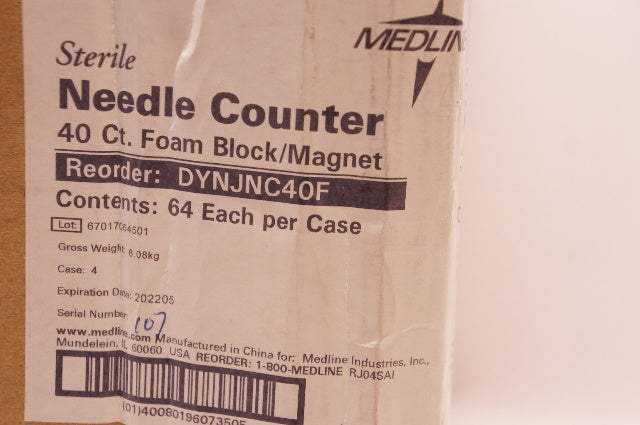 MEDLIN
Sterile
Needle Counter
40 Ct. Foam Block/Magnet
Reorder: DYNJNC40F
Contents: 64 Each per Case
Lot: 67017064501
Gross Weight: 6.08kg
Case: 4
Expiration Date: 202205
Serial Number:
107
www.medline.com Manufactured in China for: Medline Industries, Inc.,
Mundelein, IL 60060 USA REORDER: 1-800-MEDLINE RJ04SAI
(01)40080196073505